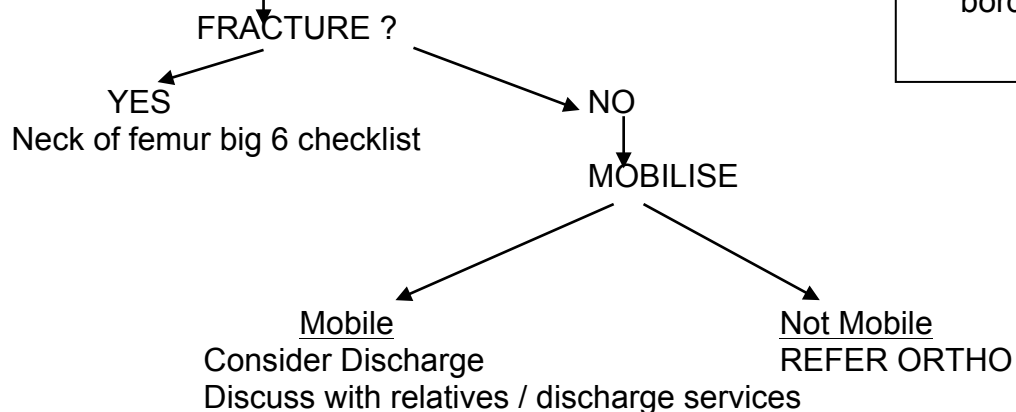 FRACTURE ?
YES
NO
Neck of femur big 6 checklist
MOBILISE
Mobile
Not Mobile
Consider Discharge
REFER ORTHO
Discuss with relatives / discharge services